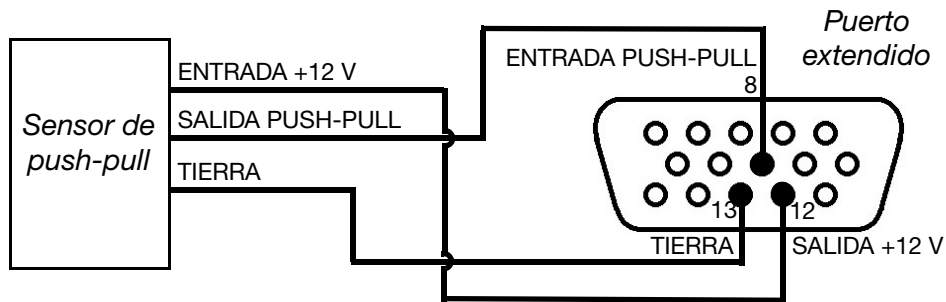 Sensor de
push-pull
ENTRADA +12 V
SALIDA PUSH-PULL
TIERRA
ENTRADA PUSH-PULL
8
Puerto
extendido
13
12
TIERRA
SALIDA +12 V